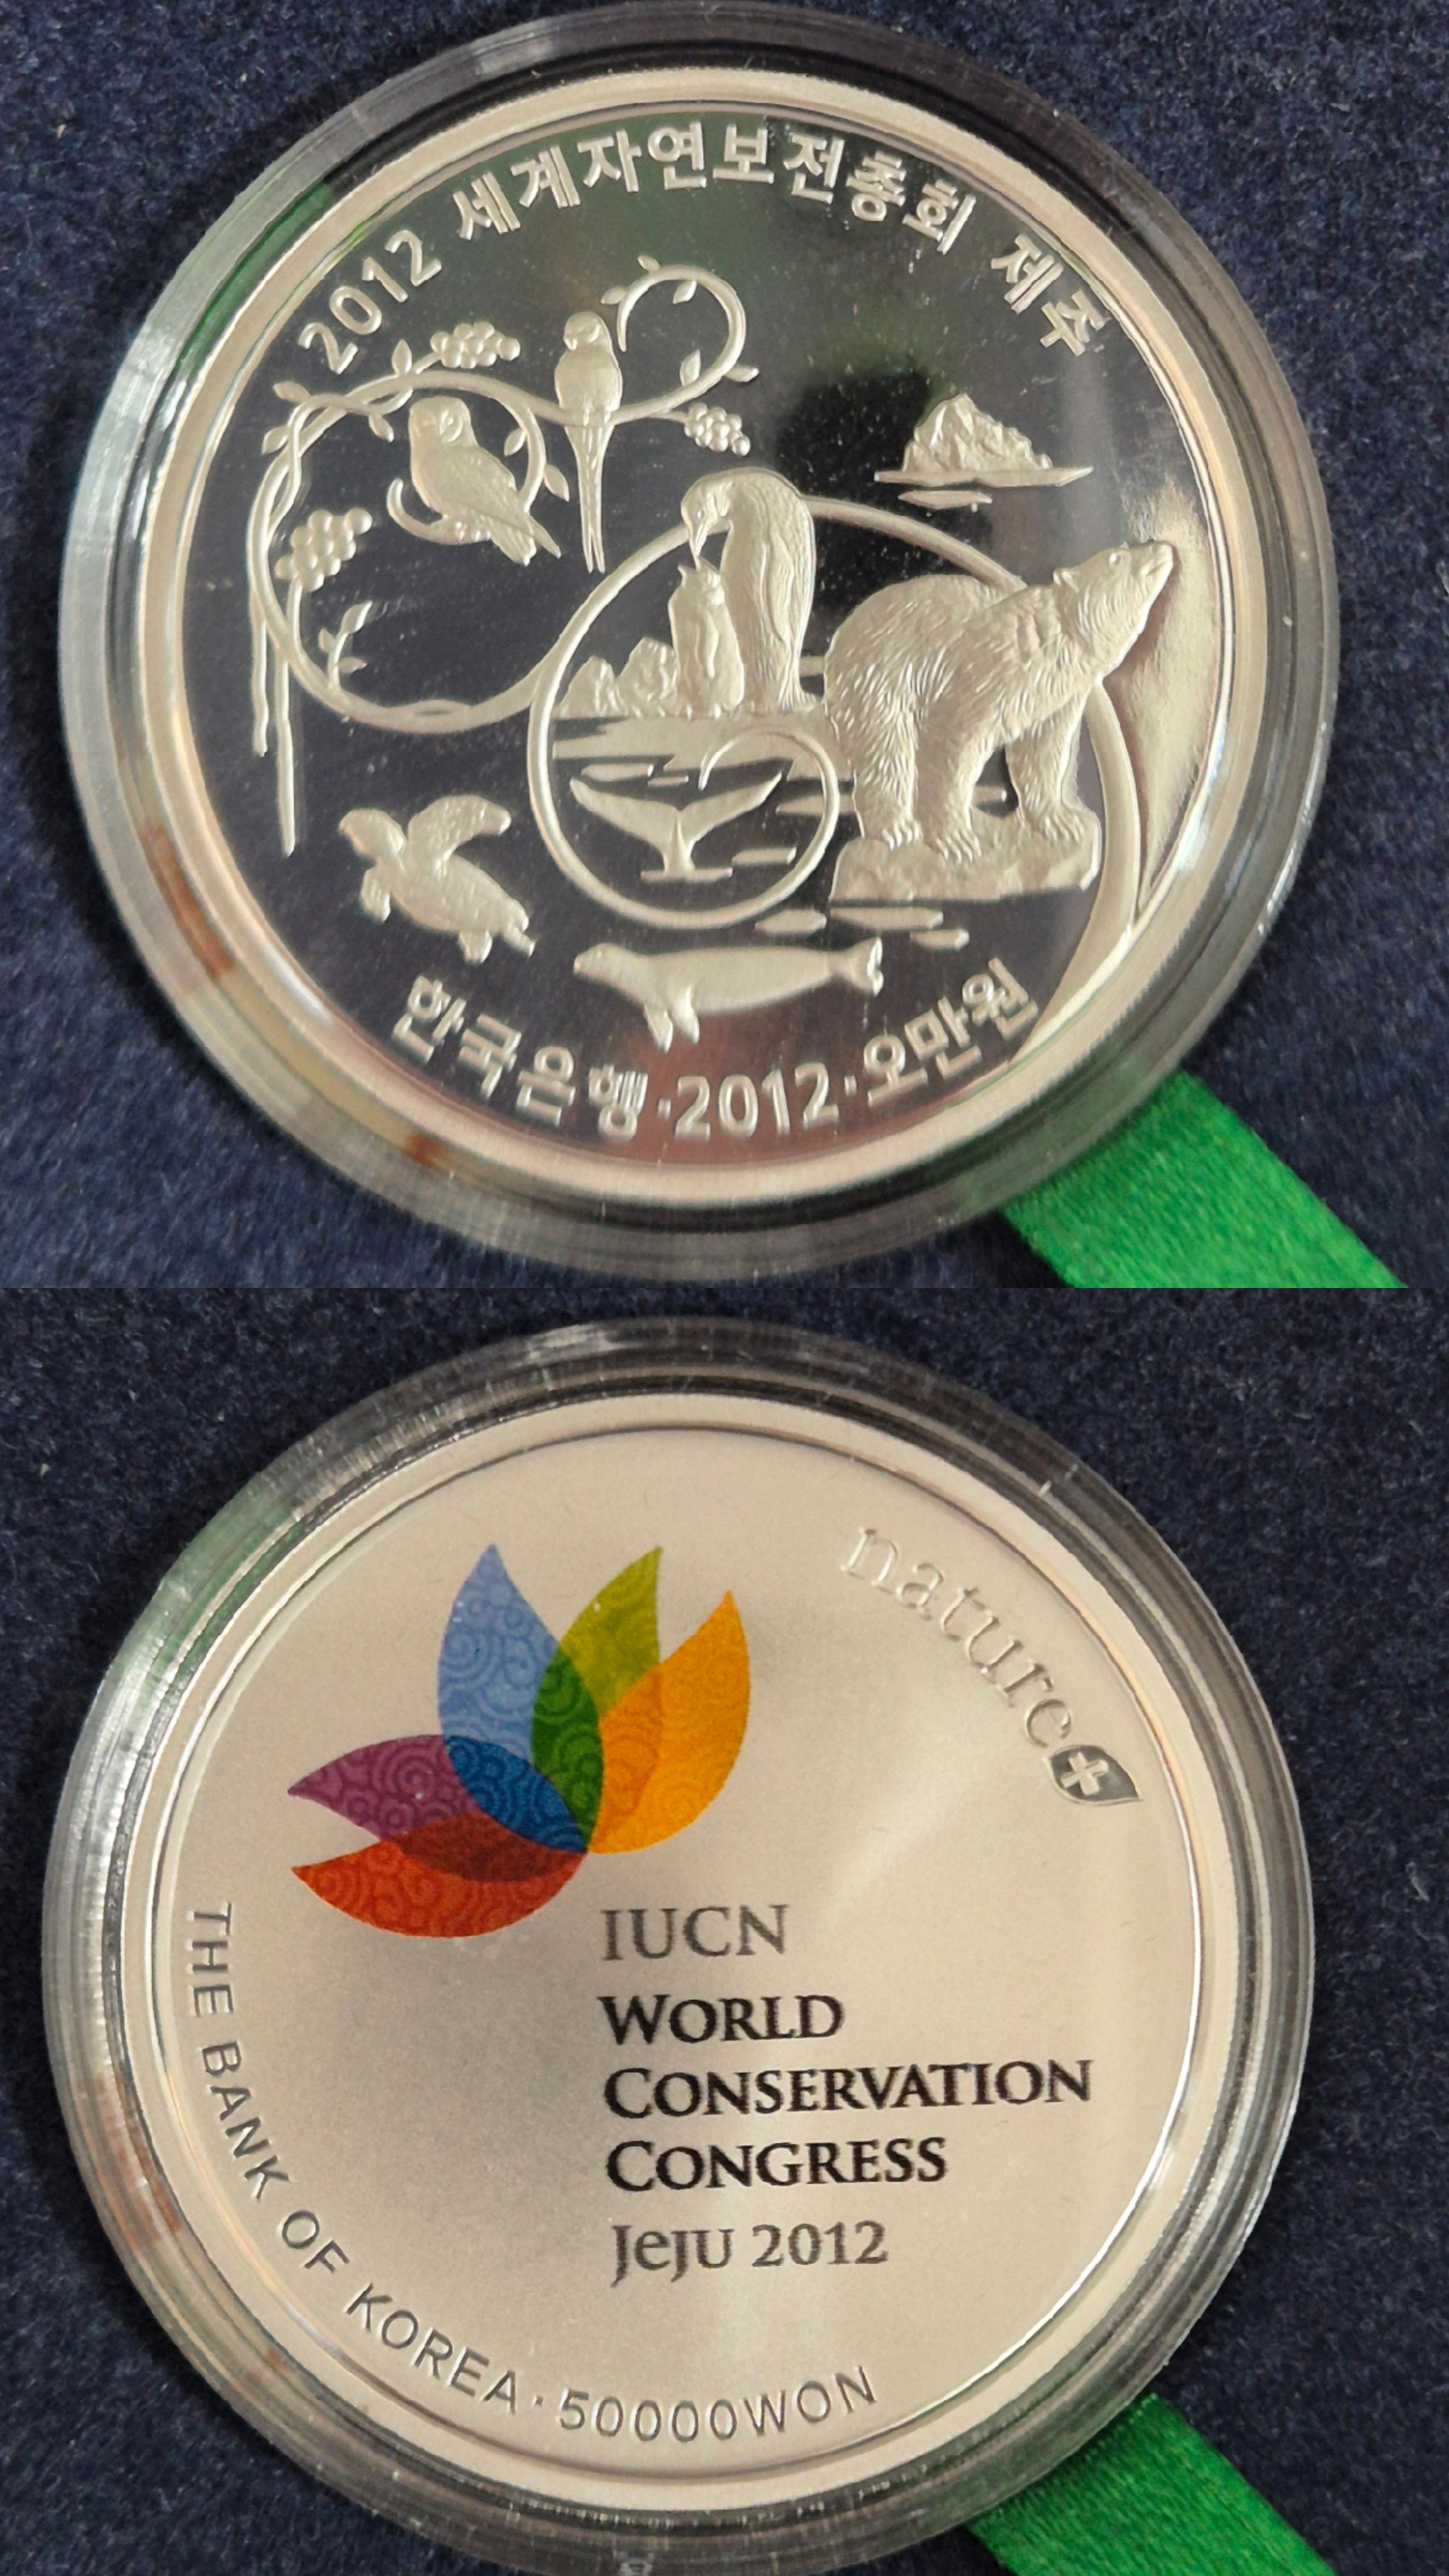 2012 세계자연보전총회 제주
한국은행·2012·오만원
nature+
IUCN
WORLD
CONSERVATION
CONGRESS
JeJU 2012
THE BANK OF KOREA·50000WON